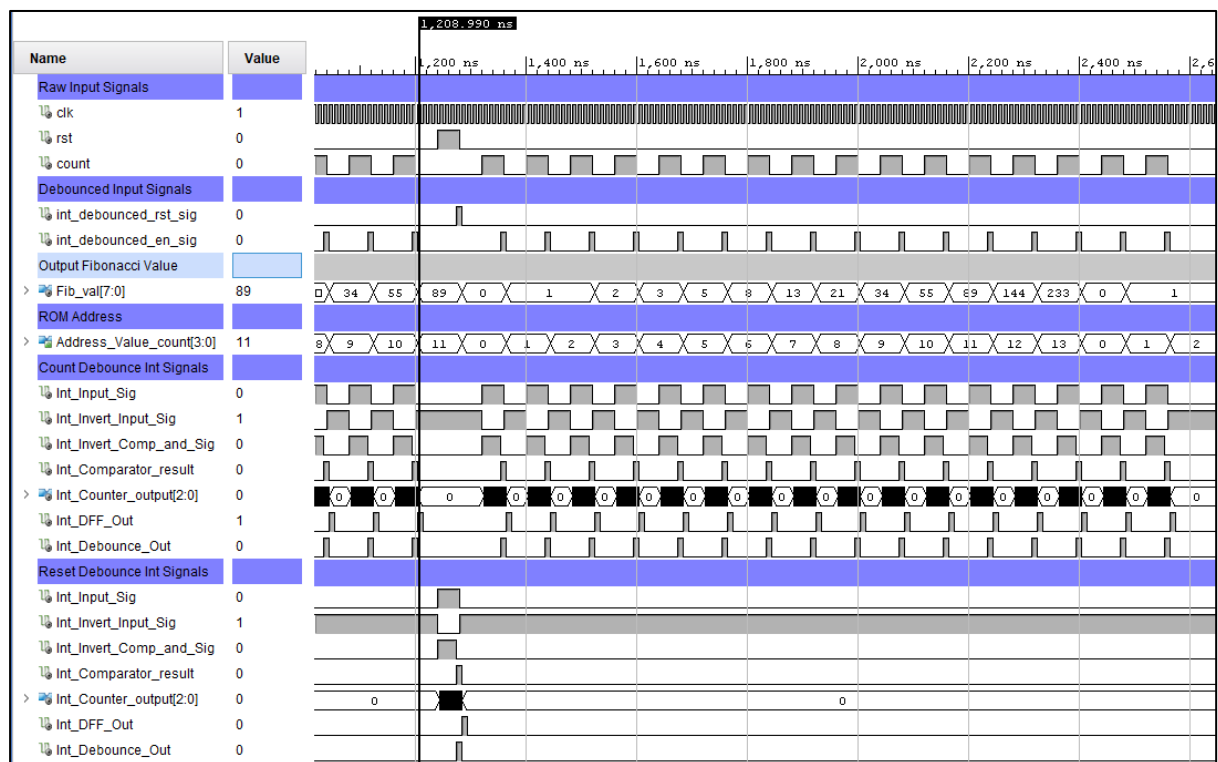 1,208.990 ns
Name Value 1,200 ns 1,400 ns 1,600 ns 1,800 ns 2,000 ns 2,200 ns 2,400 ns 2,6
Raw Input Signals
clk 1
rst 0
count 0
Debounced Input Signals
int_debounced_rst_sig 0
int_debounced_en_sig 0
Output Fibonacci Value
> Fib_val[7:0] 89 34 55 89 0 1 2 3 5 8 13 21 34 55 89 144 233 0 1
ROM Address
> Address_Value_count[3:0] 11 8 9 10 11 0 1 2 3 4 5 6 7 8 9 10 11 12 13 0 1 2
Count Debounce Int Signals
Int_Input_Sig 0
Int_Invert_Input_Sig 1
Int_Invert_Comp_and_Sig 0
Int_Comparator_result 0
> Int_Counter_output[2:0] 0 0 0 0 0 0 0 0 0 0 0 0 0 0 0 0 0 0 0 0
Int_DFF_Out 1
Int_Debounce_Out 0
Reset Debounce Int Signals
Int_Input_Sig 0
Int_Invert_Input_Sig 1
Int_Invert_Comp_and_Sig 0
Int_Comparator_result 0
> Int_Counter_output[2:0] 0 0 0
Int_DFF_Out 0
Int_Debounce_Out 0